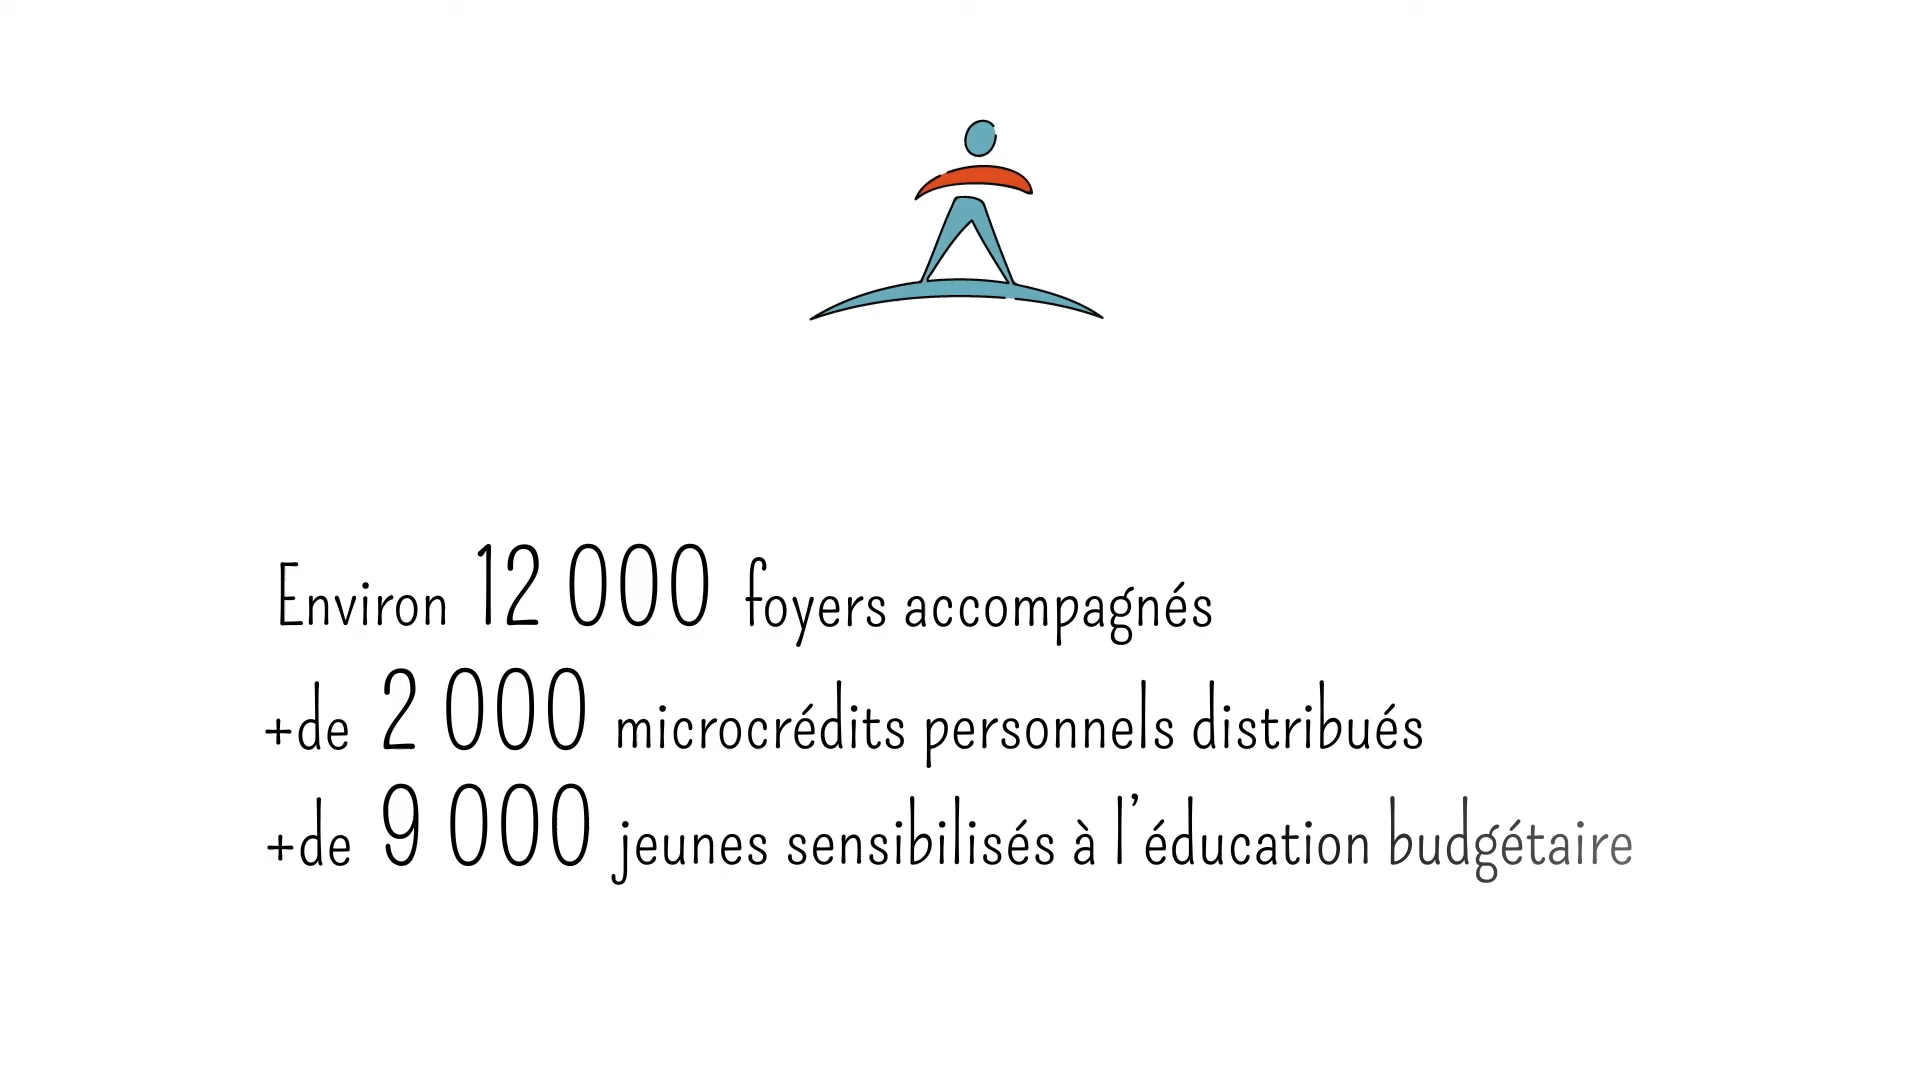 Environ 12 000 foyers accompagnés
+de 2 000 microcrédits personnels distribués
+de 9 000 jeunes sensibilisés à l'éducation budgétaire